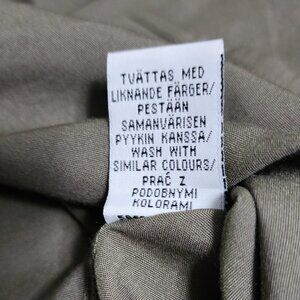 TVÄTTAS MED
LIKNANDE FÄRGER/
PESTÄÄN
SAMANVÄRISEN
PYYKIN KANSSA/
WASH WITH
SIMILAR COLOURS/
PRAĆ Z
PODOBNYMI
KOLORAMI